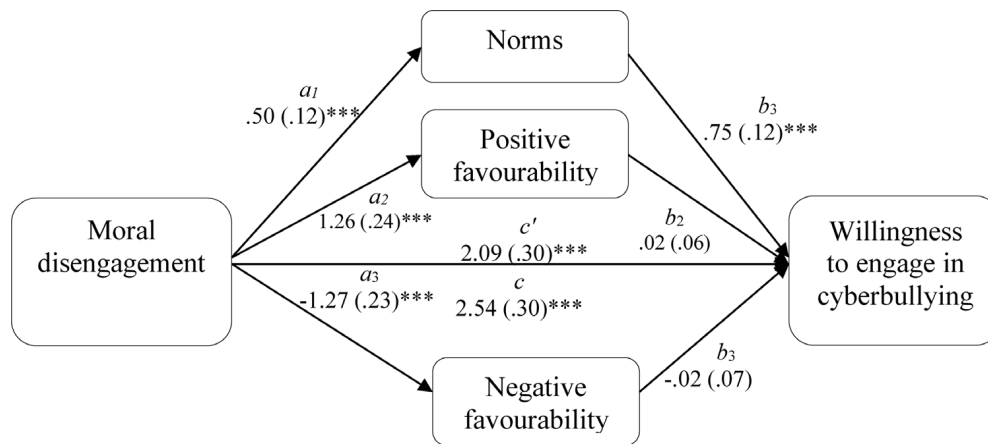 Norms
a1
.50 (.12)***
b3
.75 (.12)***
Positive
favourability
a2
1.26 (.24)***
b2
.02 (.06)
Moral
disengagement
c'
2.09 (.30)***
Willingness
to engage in
cyberbullying
a3
-1.27 (.23)***
c
2.54 (.30)***
Negative
favourability
b3
-.02 (.07)